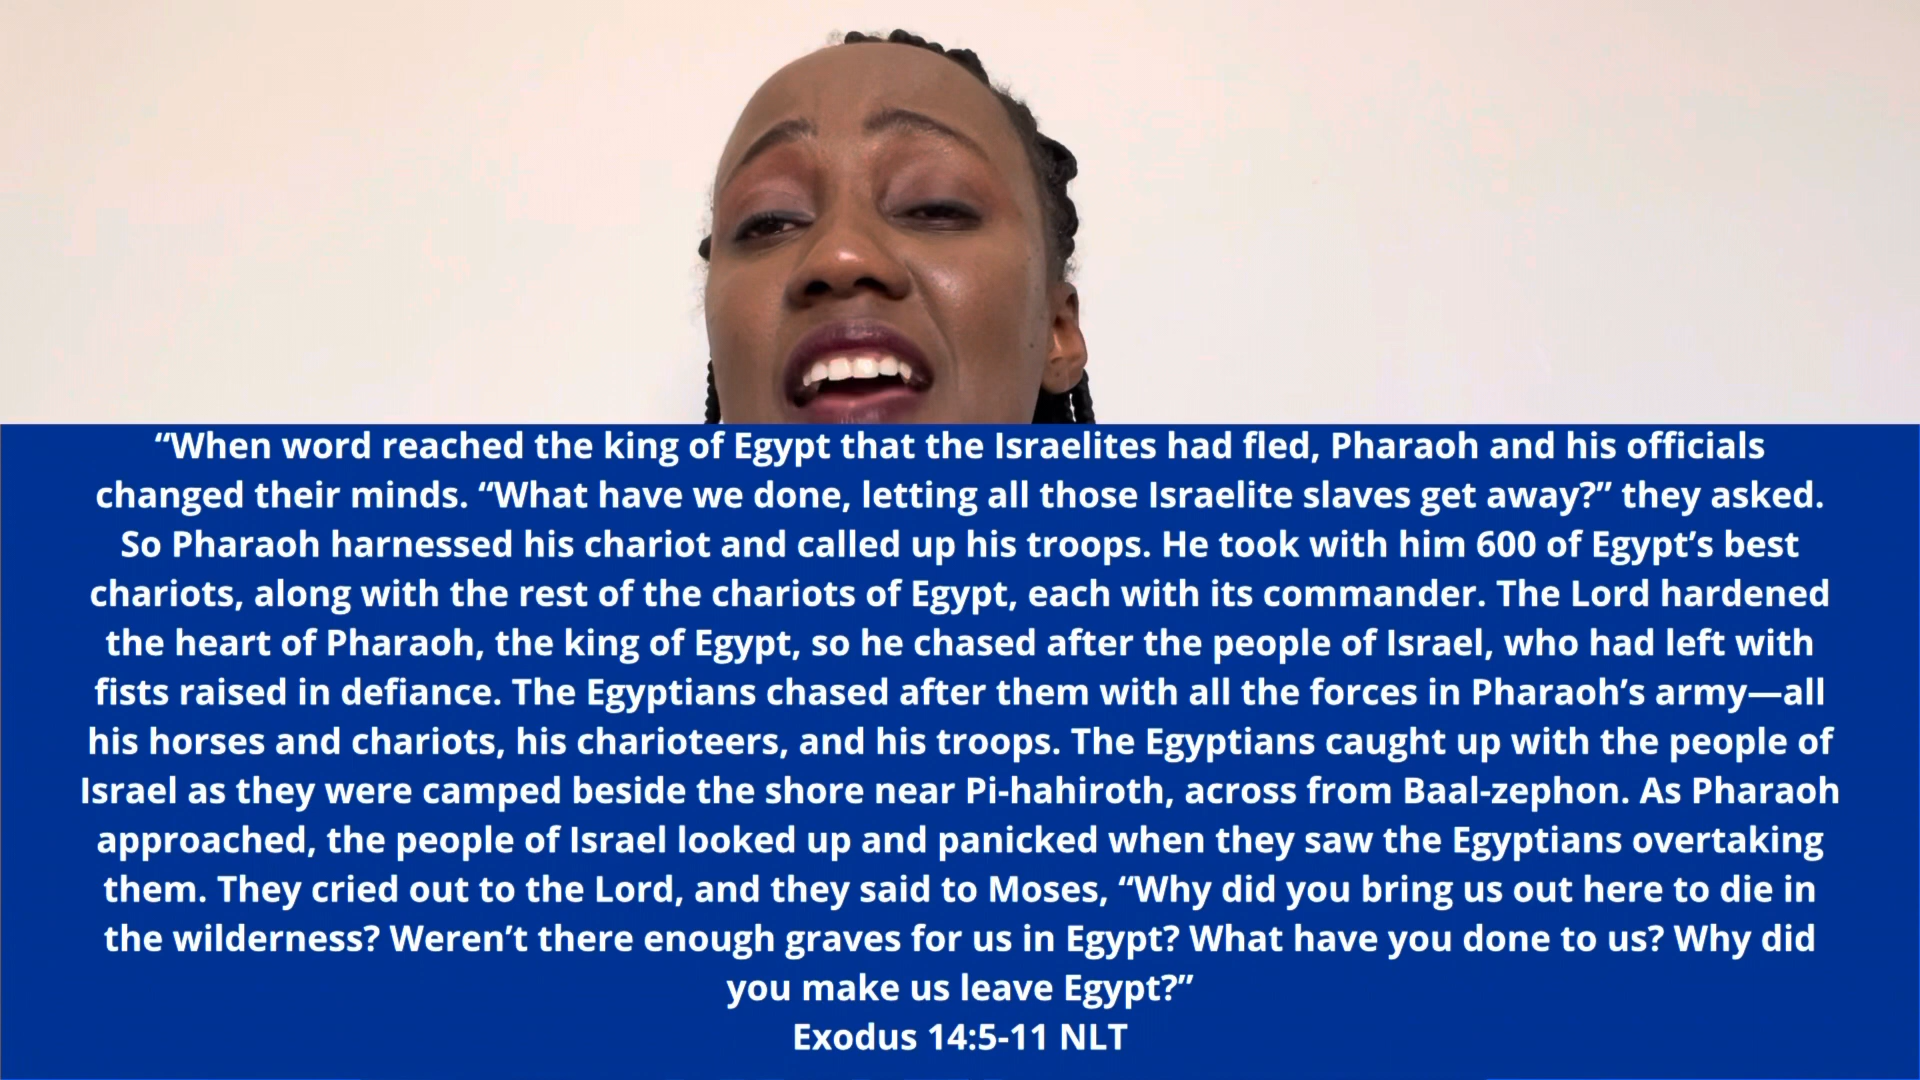 “When word reached the king of Egypt that the Israelites had fled, Pharaoh and his officials
changed their minds. “What have we done, letting all those Israelite slaves get away?” they asked.
So Pharaoh harnessed his chariot and called up his troops. He took with him 600 of Egypt’s best
chariots, along with the rest of the chariots of Egypt, each with its commander. The Lord hardened
the heart of Pharaoh, the king of Egypt, so he chased after the people of Israel, who had left with
fists raised in defiance. The Egyptians chased after them with all the forces in Pharaoh’s army—all
his horses and chariots, his charioteers, and his troops. The Egyptians caught up with the people of
Israel as they were camped beside the shore near Pi-hahiroth, across from Baal-zephon. As Pharaoh
approached, the people of Israel looked up and panicked when they saw the Egyptians overtaking
them. They cried out to the Lord, and they said to Moses, “Why did you bring us out here to die in
the wilderness? Weren’t there enough graves for us in Egypt? What have you done to us? Why did
you make us leave Egypt?”
Exodus 14:5-11 NLT